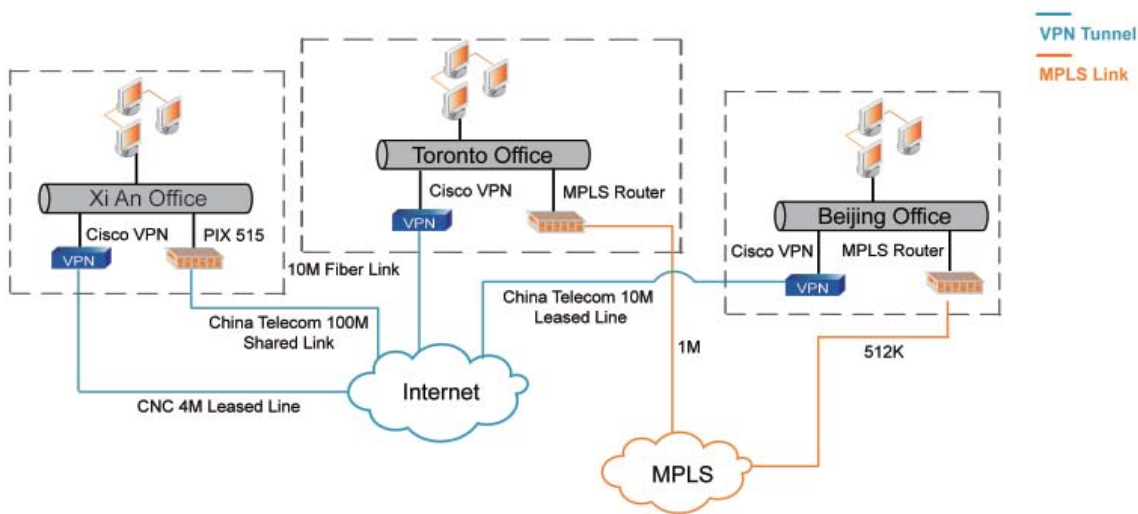 VPN Tunnel
MPLS Link
Xi An Office
Cisco VPN
PIX 515
VPN
Toronto Office
Cisco VPN
MPLS Router
VPN
10M Fiber Link
Beijing Office
Cisco VPN
MPLS Router
VPN
China Telecom 100M
Shared Link
China Telecom 10M
Leased Line
CNC 4M Leased Line
Internet
1M
512K
MPLS